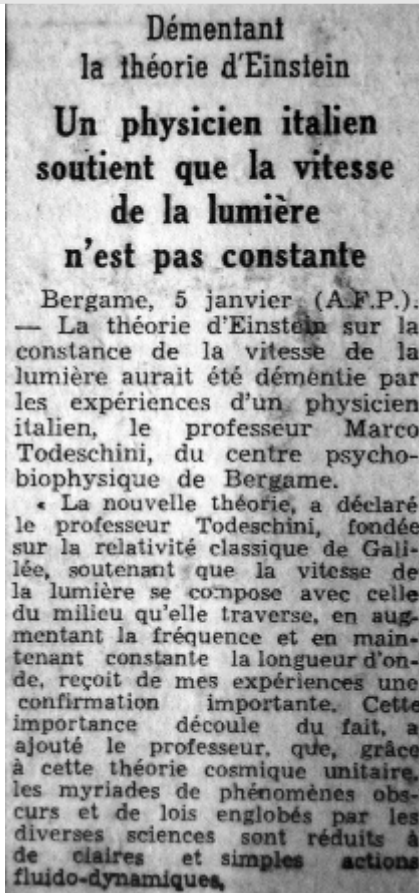 Démentant
la théorie d'Einstein
Un physicien italien
soutient que la vitesse
de la lumière
n'est pas constante
Bergame, 5 janvier (A.F.P.).
— La théorie d'Einstein sur la
constance de la vitesse de la
lumière aurait été démentie par
les expériences d'un physicien
italien, le professeur Marco
Todeschini, du centre psycho-
biophysique de Bergame.
« La nouvelle théorie, a déclaré
le professeur Todeschini, fondée
sur la relativité classique de Gali-
lée, soutenant que la vitesse de
la lumière se compose avec celle
du milieu qu'elle traverse, en aug-
mentant la fréquence et en main-
tenant constante la longueur d'on-
de, reçoit de mes expériences une
confirmation importante. Cette
importance découle du fait, a
ajouté le professeur, que, grâce
à cette théorie cosmique unitaire,
les myriades de phénomènes obs-
curs et de lois englobés par les
diverses sciences sont réduits à
de claires et simples actions
fluido-dynamiques.